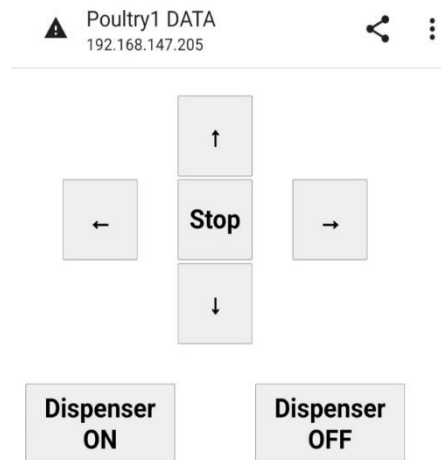 Poultry1 DATA
192.168.147.205
↑
← Stop →
↓
Dispenser Dispenser
ON OFF